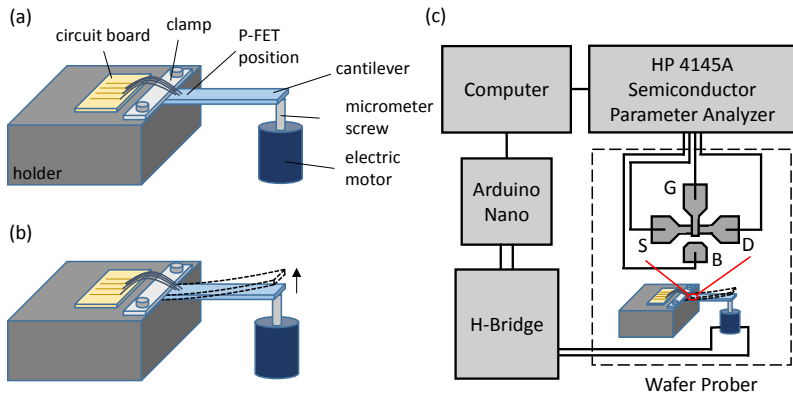 (a)
circuit board
clamp
P-FET
position
cantilever
micrometer
screw
electric
motor
holder
(b)
(c)
Computer
HP 4145A
Semiconductor
Parameter Analyzer
Arduino
Nano
H-Bridge
G
S
D
B
Wafer Prober